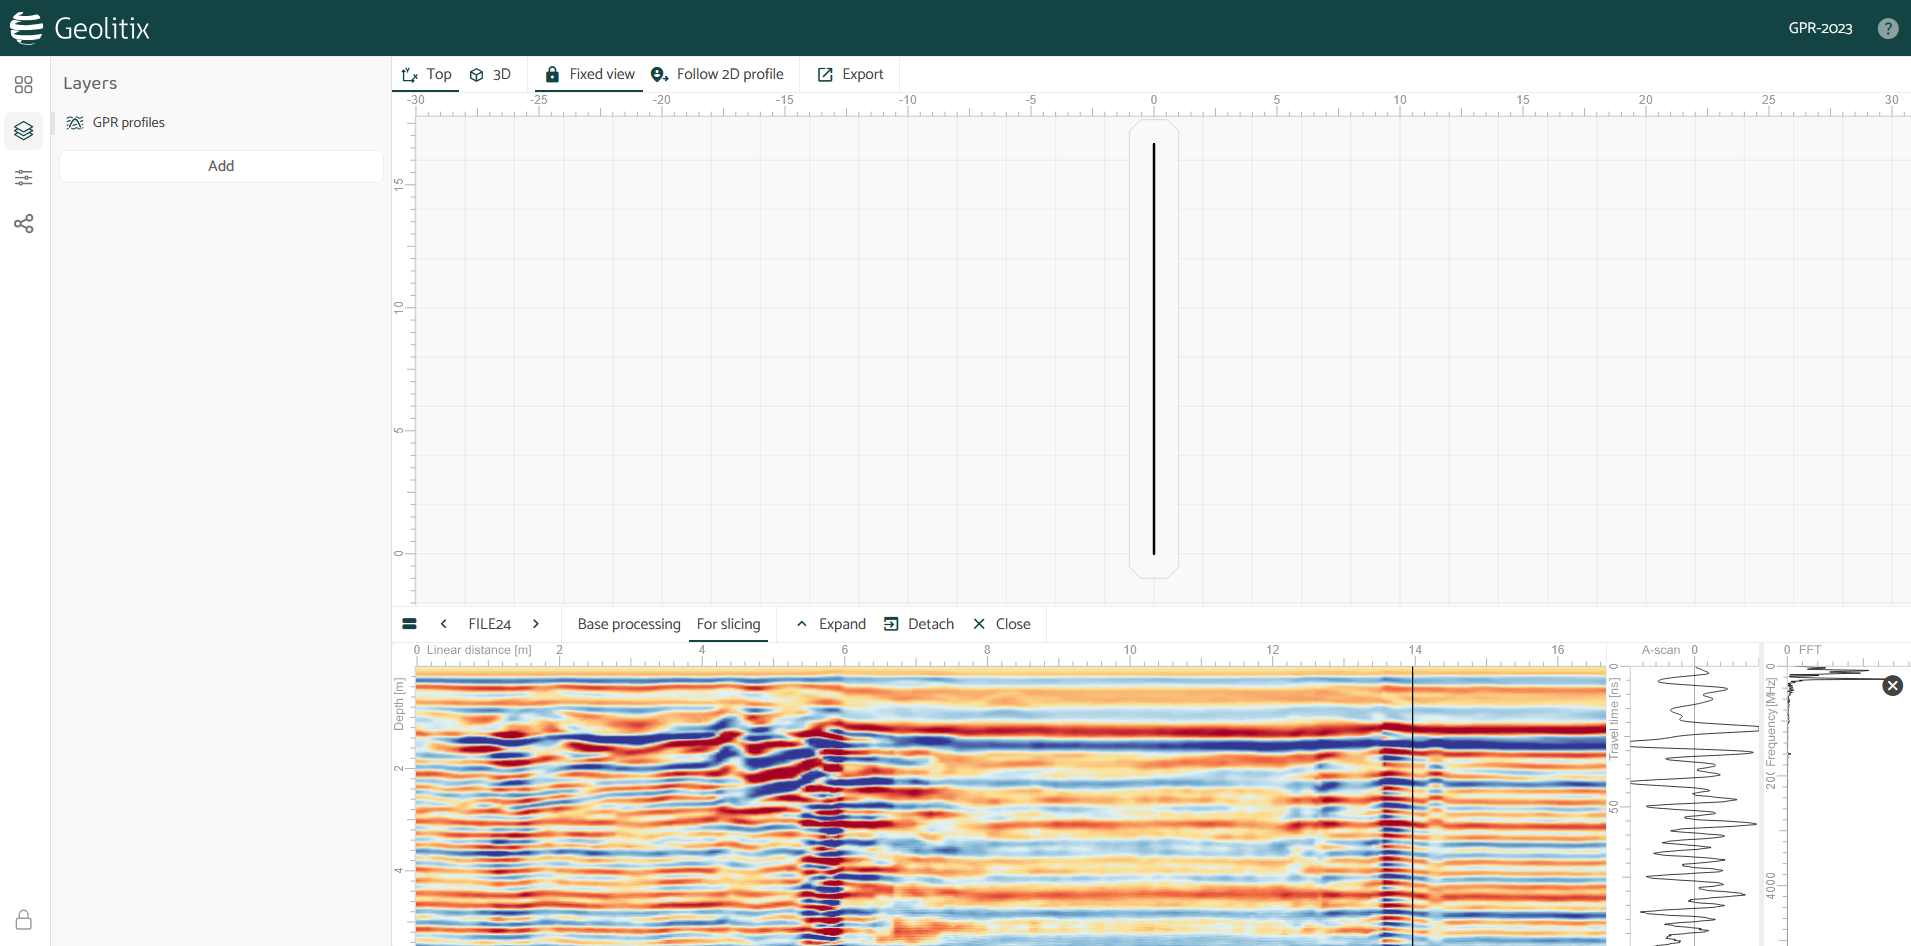 Geolitix
GPR-2023 ?
Layers
GPR profiles
Add
Top 3D Fixed view Follow 2D profile Export
-30 -25 -20 -15 -10 -5 0 5 10 15 20 25 30
15
10
5
0
FILE24 Base processing For slicing Expand Detach Close
0 Linear distance [m] 2 4 6 8 10 12 14 16
Depth [m]
2
4
A-scan 0
0
Travel time [ns]
50
0 FFT
0
Frequency [MHz]
4000